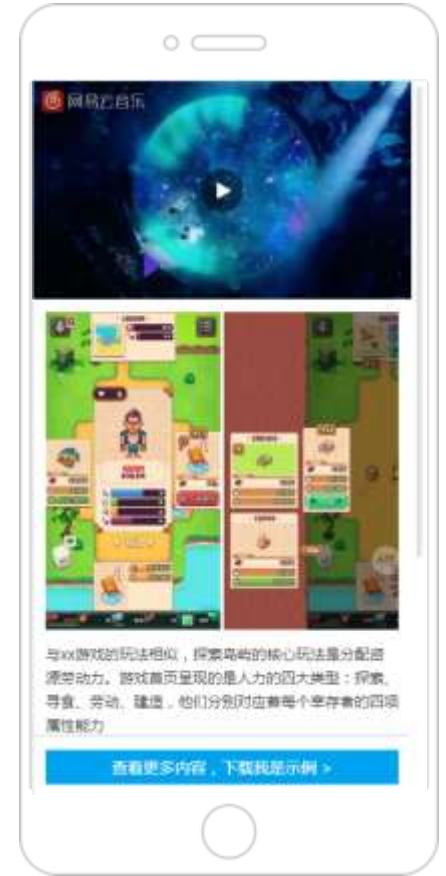 网易云音乐
与xx游戏的玩法相似，探索岛屿的核心玩法是分配资
源劳动力。游戏首页呈现的是人力的四大类型：探索、
寻食、劳动、建造，他们分别对应着每个幸存者的四项
属性能力
查看更多内容，下载我是示例 >